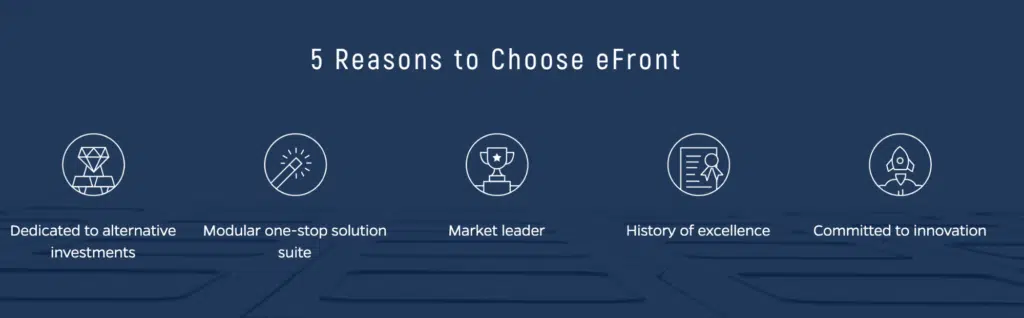 5 Reasons to Choose eFront
Dedicated to alternative
investments
Modular one-stop solution
suite
Market leader
History of excellence
Committed to innovation